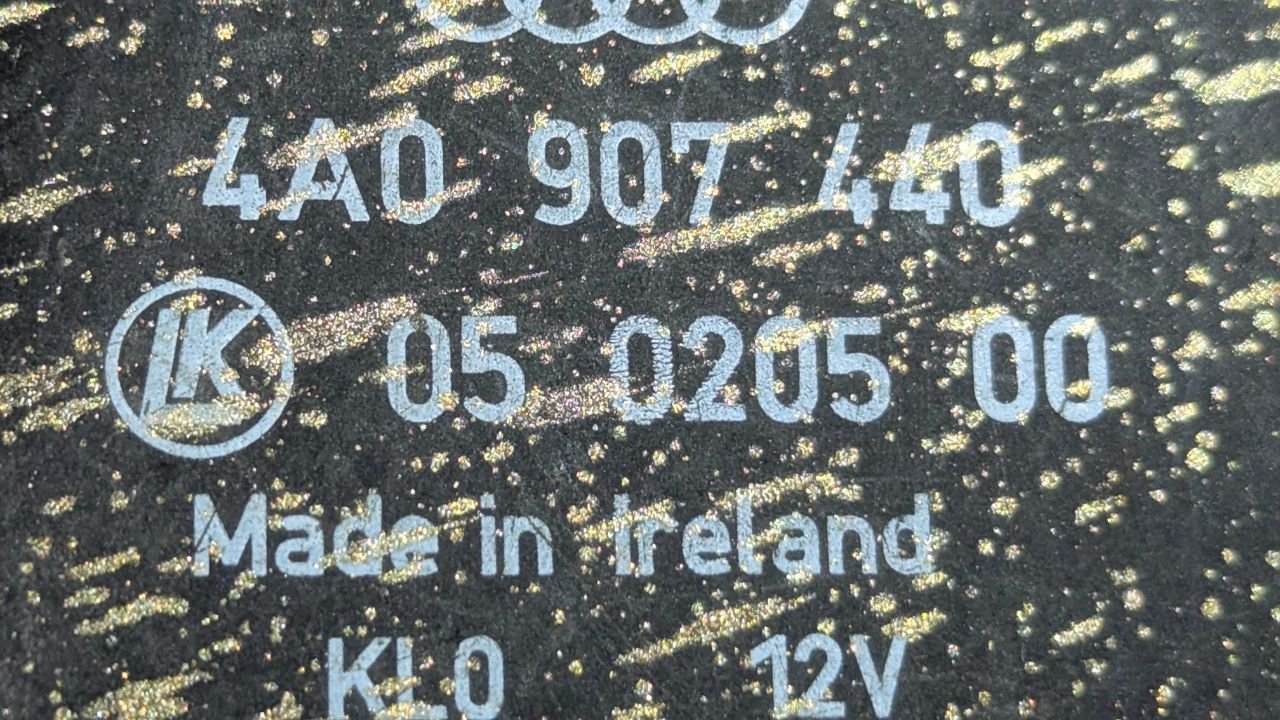 4A0 907 440
LK 05 0205 00
Made in Ireland
KL0 12V